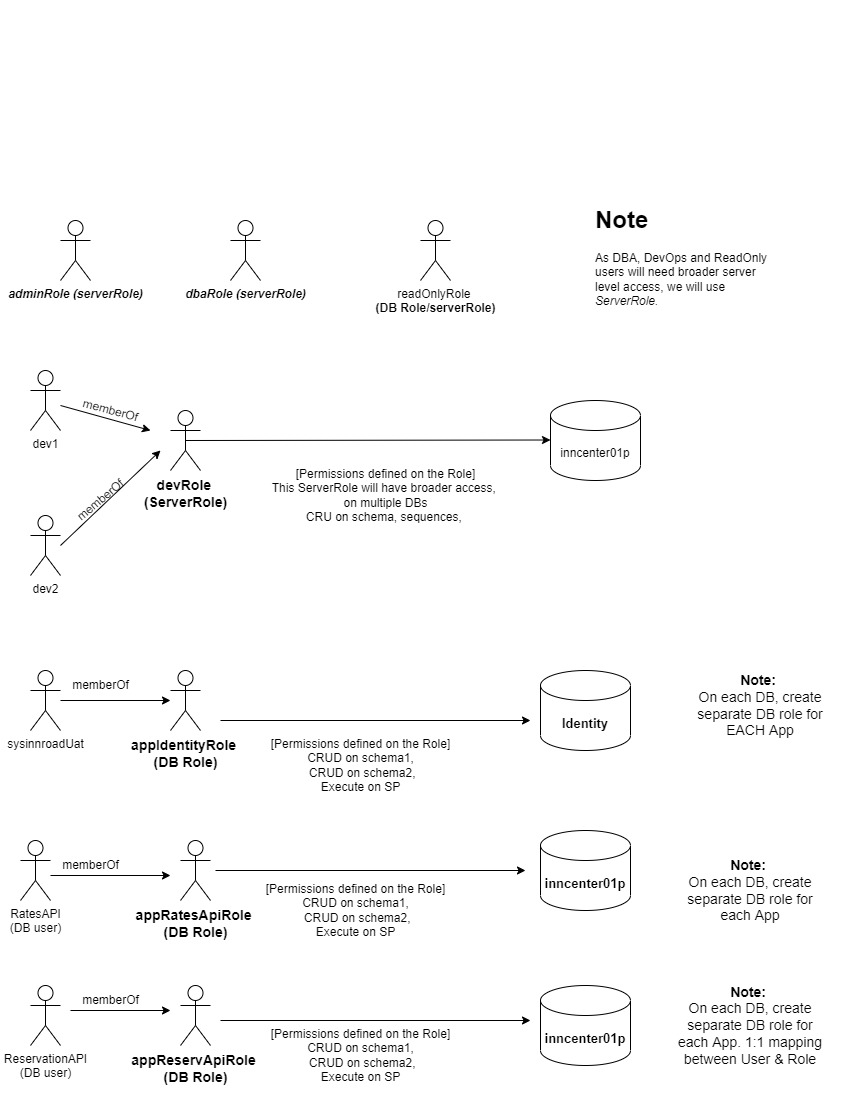 Note
As DBA, DevOps and ReadOnly
users will need broader server
level access, we will use
ServerRole.
adminRole (serverRole)
dbaRole (serverRole)
readOnlyRole
(DB Role/serverRole)
memberOf
dev1
memberOf
dev2
devRole
(ServerRole)
[Permissions defined on the Role]
This ServerRole will have broader access,
on multiple DBs
CRU on schema, sequences,
inncenter01p
memberOf
sysinnroadUat
appIdentityRole
(DB Role)
[Permissions defined on the Role]
CRUD on schema1,
CRUD on schema2,
Execute on SP
Identity
Note:
On each DB, create
separate DB role for
EACH App
memberOf
RatesAPI
(DB user)
appRatesApiRole
(DB Role)
[Permissions defined on the Role]
CRUD on schema1,
CRUD on schema2,
Execute on SP
inncenter01p
Note:
On each DB, create
separate DB role for
each App
memberOf
ReservationAPI
(DB user)
appReservApiRole
(DB Role)
[Permissions defined on the Role]
CRUD on schema1,
CRUD on schema2,
Execute on SP
inncenter01p
Note:
On each DB, create
separate DB role for
each App. 1:1 mapping
between User & Role